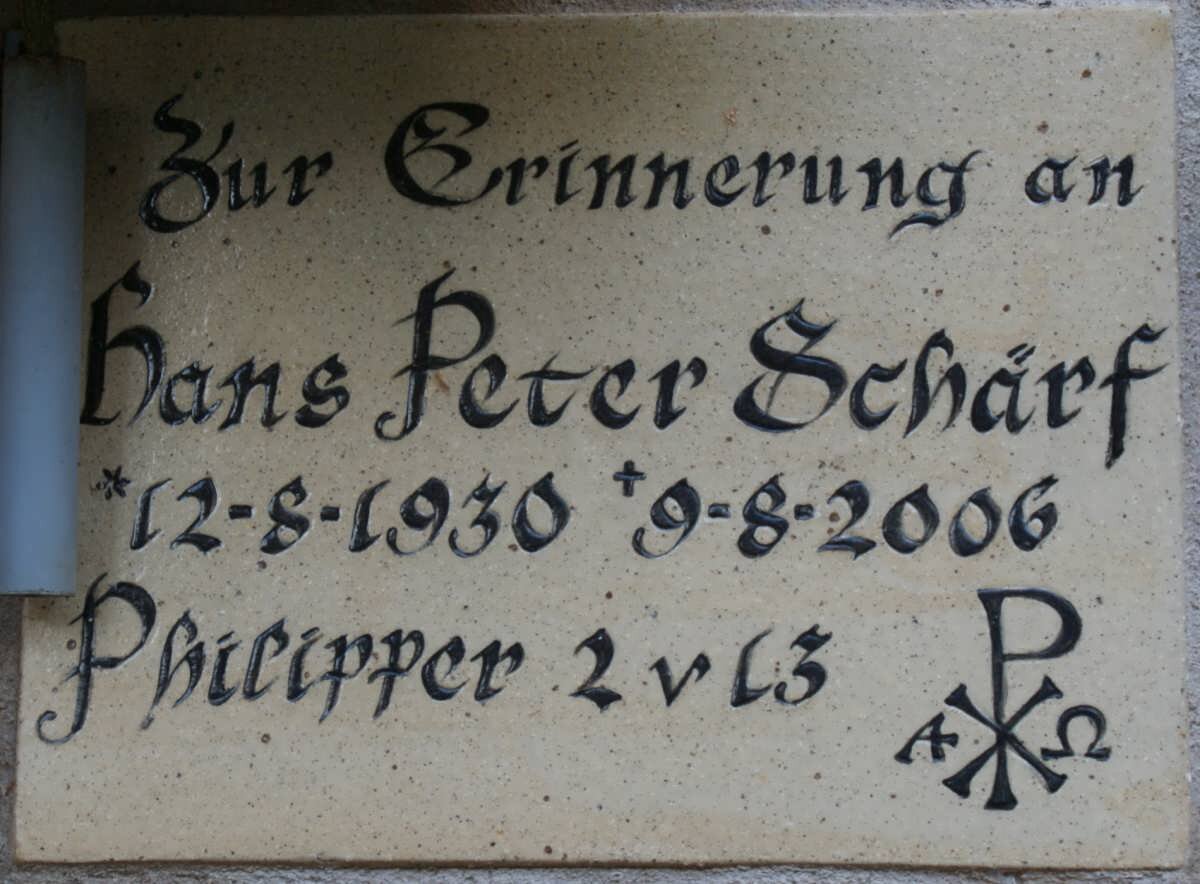 Zur Erinnerung an
Hans Peter Schärf
*12-8-1930 †9-8-2006
Philipper 2 v 13
Α Ω